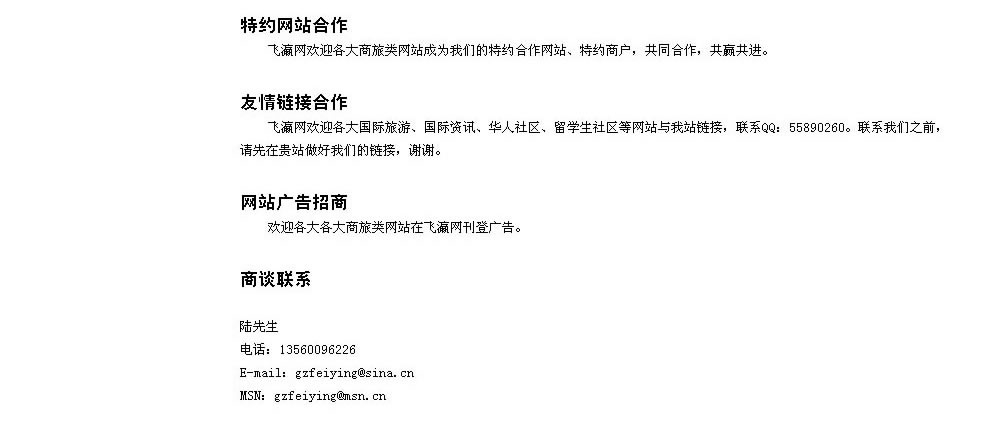 特约网站合作
飞瀛网欢迎各大商旅类网站成为我们的特约合作网站、特约商户，共同合作，共赢共进。
友情链接合作
飞瀛网欢迎各大国际旅游、国际资讯、华人社区、留学生社区等网站与我站链接，联系QQ：55890260。联系我们之前，
请先在贵站做好我们的链接，谢谢。
网站广告招商
欢迎各大各大商旅类网站在飞瀛网刊登广告。
商谈联系
陆先生
电话：13560096226
E-mail：gzfeiying@sina.cn
MSN：gzfeiying@msn.cn